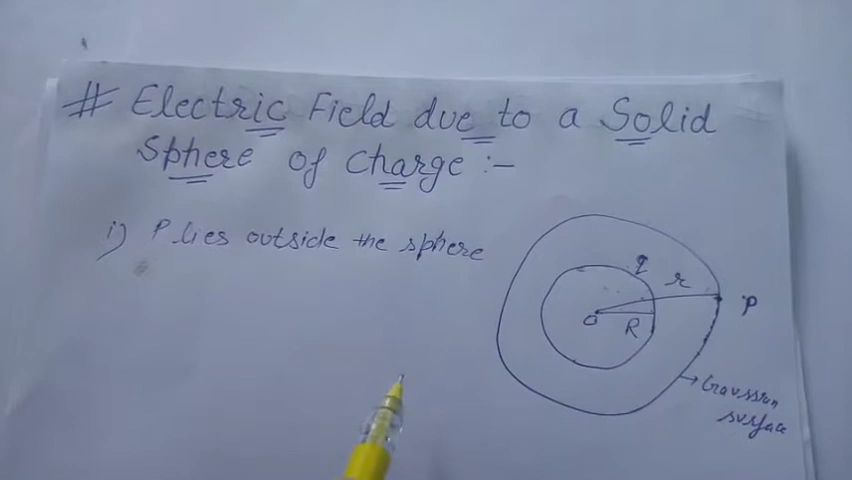 # Electric Field due to a Solid
Sphere of Charge :-
i) P lies outside the sphere
q
r
P
O
R
Gaussian
surface